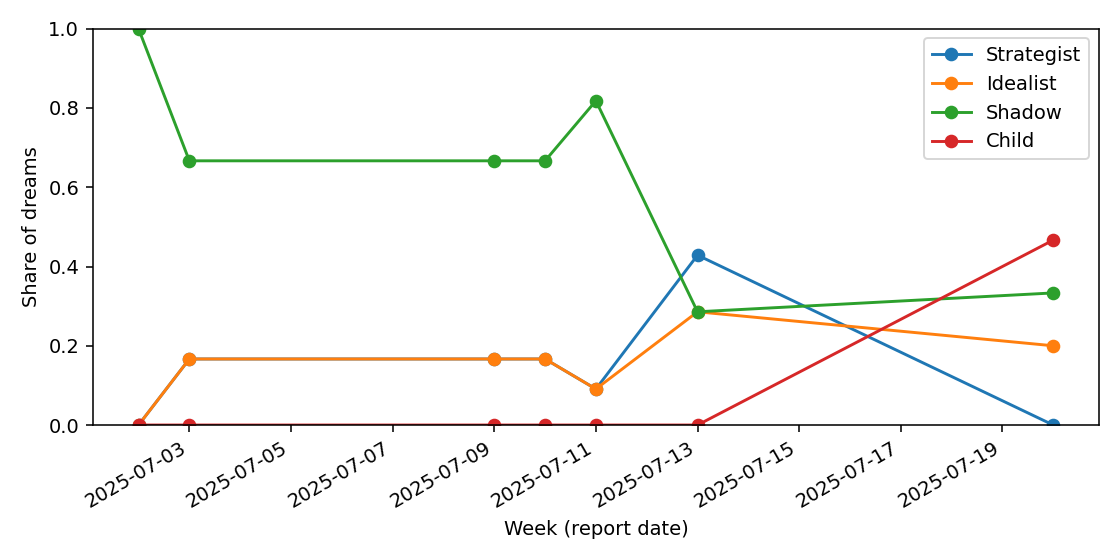 1.0
0.8
0.6
0.4
0.2
0.0
Share of dreams
Strategist
Idealist
Shadow
Child
2025-07-03
2025-07-05
2025-07-07
2025-07-09
2025-07-11
2025-07-13
2025-07-15
2025-07-17
2025-07-19
Week (report date)